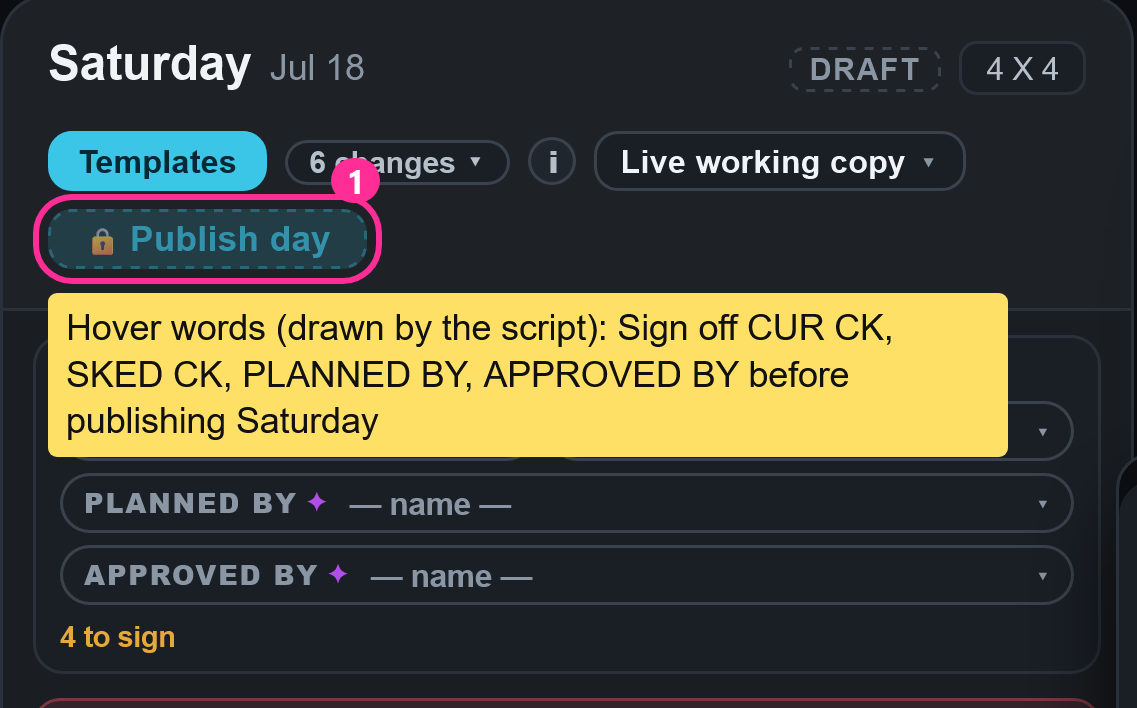 Saturday Jul 18 DRAFT 4 X 4
Templates 6 changes i Live working copy
1
Publish day
Hover words (drawn by the script): Sign off CUR CK,
SKED CK, PLANNED BY, APPROVED BY before
publishing Saturday
PLANNED BY — name —
APPROVED BY — name —
4 to sign